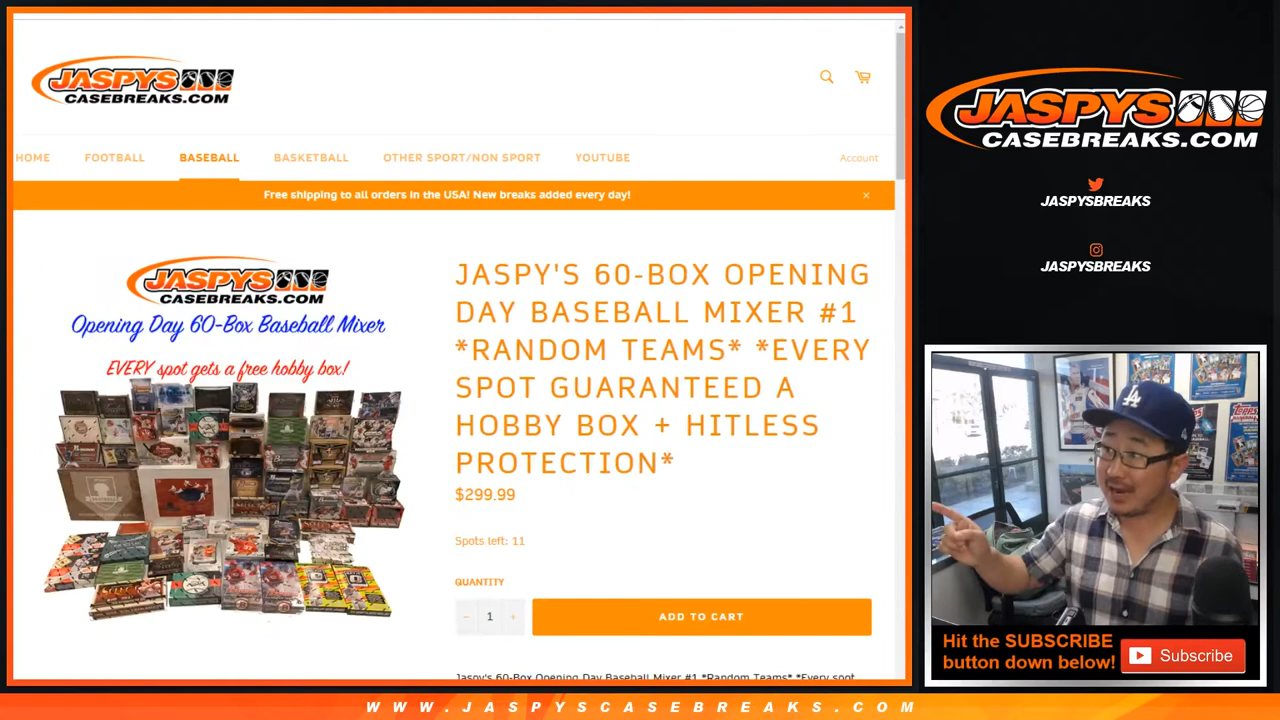 JASPYS
CASEBREAKS.COM
HOME FOOTBALL BASEBALL BASKETBALL OTHER SPORT/NON SPORT YOUTUBE Account
Free shipping to all orders in the USA! New breaks added every day! ×
JASPYS
CASEBREAKS.COM
Opening Day 60-Box Baseball Mixer
EVERY spot gets a free hobby box!
JASPY'S 60-BOX OPENING
DAY BASEBALL MIXER #1
*RANDOM TEAMS* *EVERY
SPOT GUARANTEED A
HOBBY BOX + HITLESS
PROTECTION*
$299.99
Spots left: 11
QUANTITY
− 1 +
ADD TO CART
Jaspy's 60-Box Opening Day Baseball Mixer #1 *Random Teams* *Every spot
JASPYS
CASEBREAKS.COM
JASPYSBREAKS
JASPYSBREAKS
LA
Hit the SUBSCRIBE
button down below!
Subscribe
WWW.JASPYSCASEBREAKS.COM